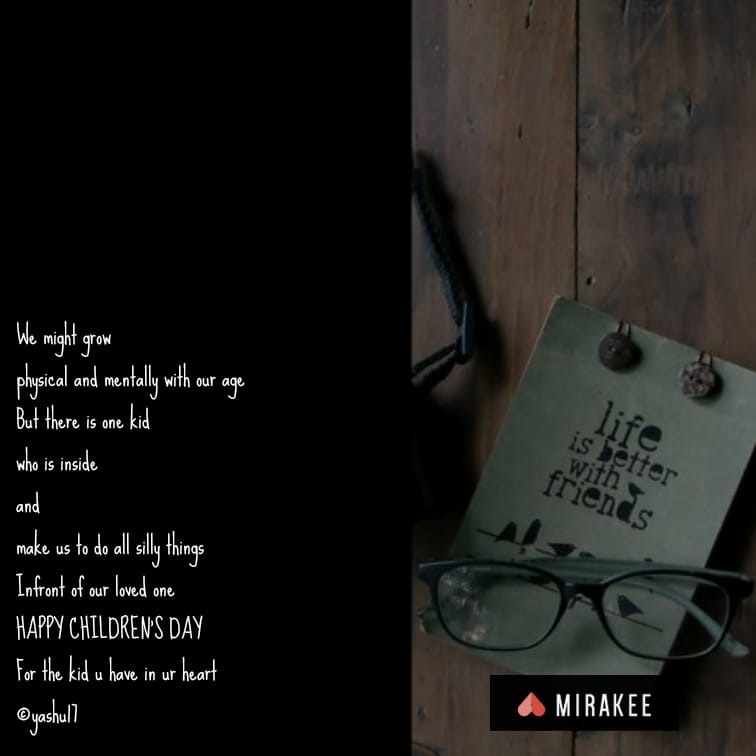 We might grow
physical and mentally with our age
But there is one kid
who is inside
and
make us to do all silly things
Infront of our loved one
HAPPY CHILDREN'S DAY
For the kid u have in ur heart
©yashu17
life
is better
with
friends
MIRAKEE